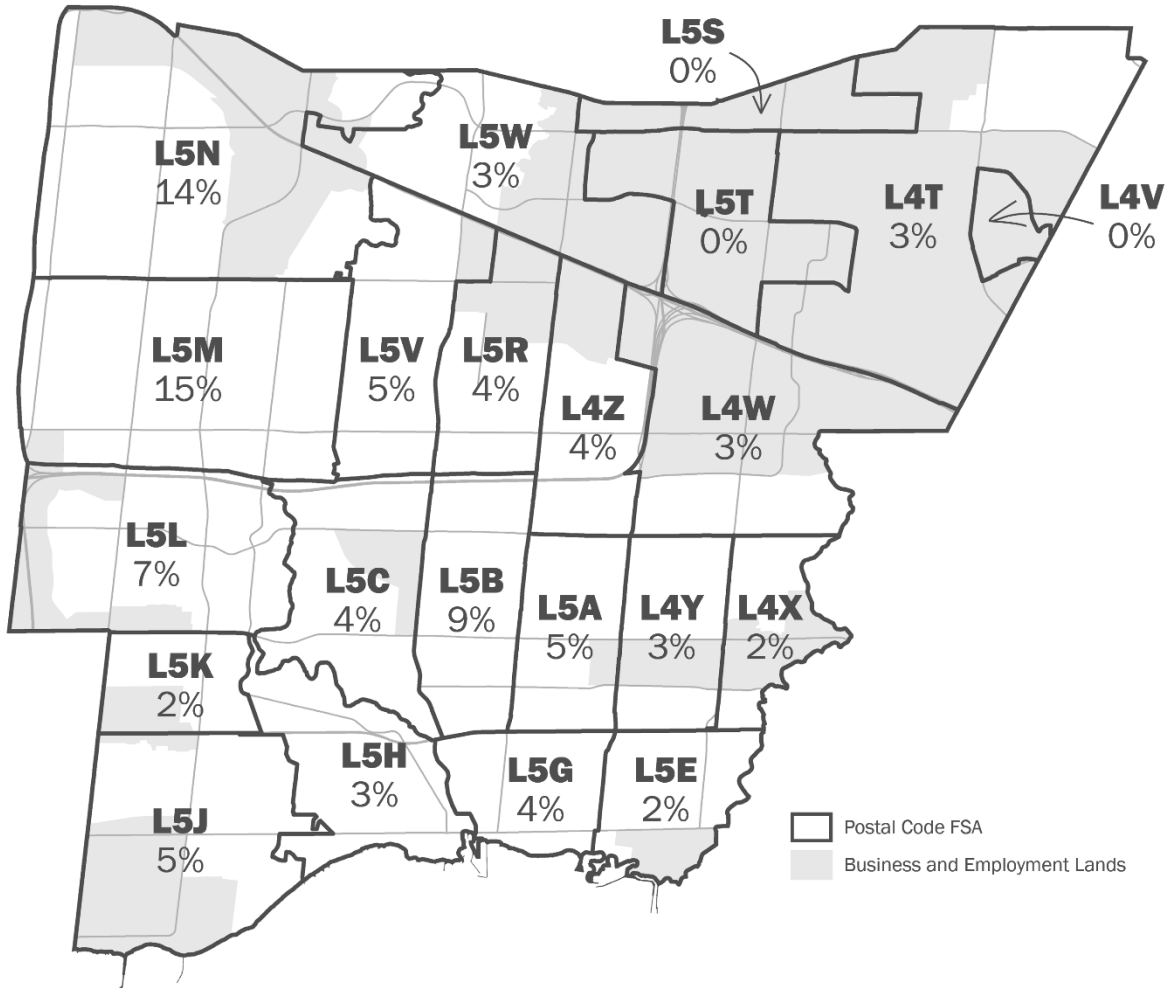 L5S
0%
L5W
3%
L5N
14%
L5T
0%
L4T
3%
L4V
0%
L5M
15%
L5V
5%
L5R
4%
L4Z
4%
L4W
3%
L5L
7%
L5C
4%
L5B
9%
L5A
5%
L4Y
3%
L4X
2%
L5K
2%
L5H
3%
L5G
4%
L5E
2%
L5J
5%
Postal Code FSA
Business and Employment Lands